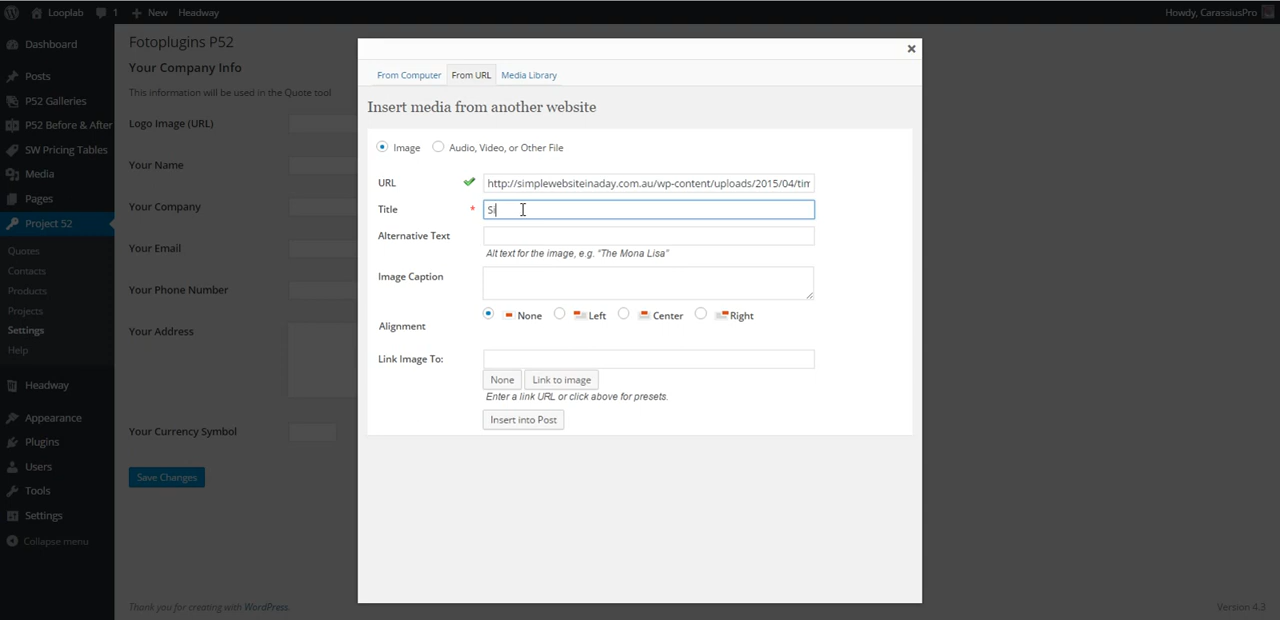 Looplab 1 New Headway Howdy, CarassiusPro
Dashboard
Posts
P52 Galleries
P52 Before & After
SW Pricing Tables
Media
Pages
Project 52
Quotes
Contacts
Products
Projects
Settings
Help
Headway
Appearance
Plugins
Users
Tools
Settings
Collapse menu
Fotoplugins P52
Your Company Info
This information will be used in the Quote tool
Logo Image (URL)
Your Name
Your Company
Your Email
Your Phone Number
Your Address
Your Currency Symbol
Save Changes
Thank you for creating with WordPress.
Version 4.3
From Computer From URL Media Library
Insert media from another website
Image Audio, Video, or Other File
URL http://simplewebsiteinaday.com.au/wp-content/uploads/2015/04/tim
Title * Si
Alternative Text
Alt text for the image, e.g. "The Mona Lisa"
Image Caption
Alignment None Left Center Right
Link Image To:
None Link to image
Enter a link URL or click above for presets.
Insert into Post